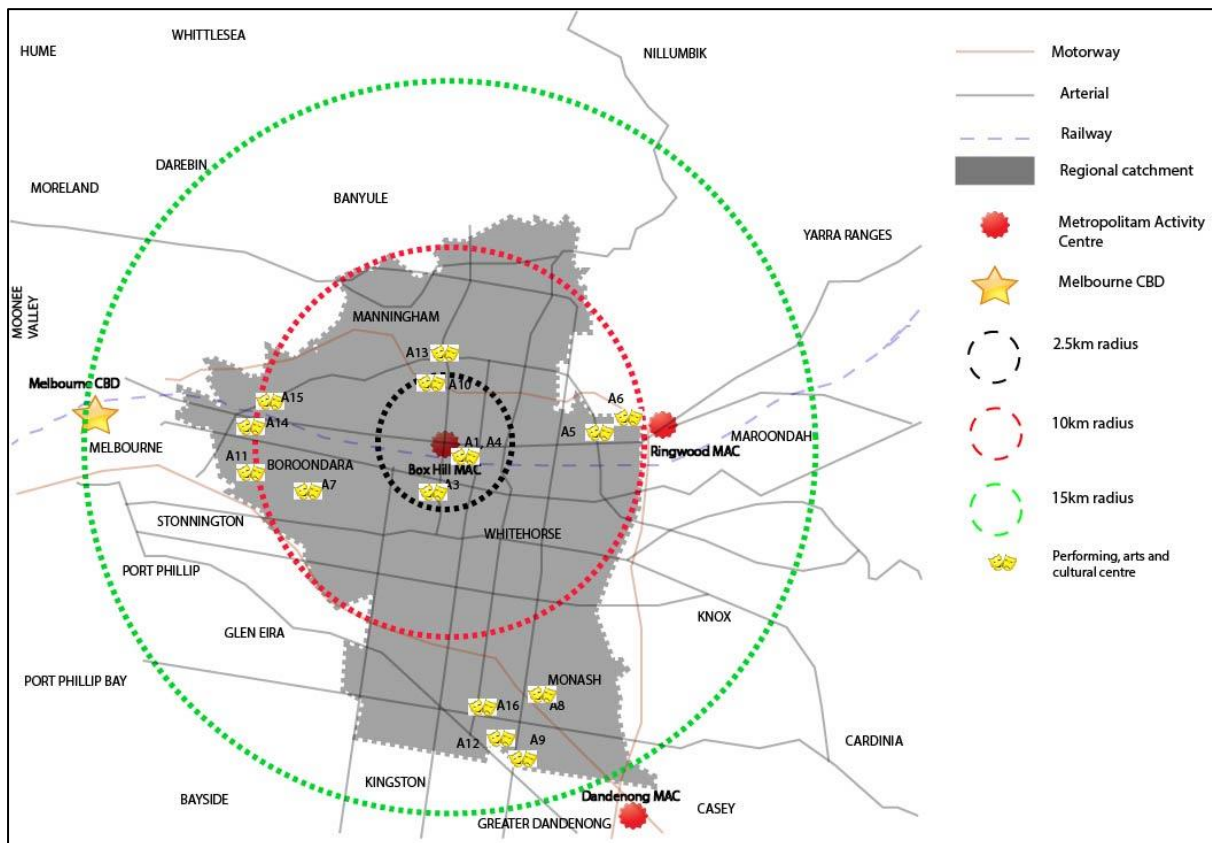 WHITTLESEA
HUME
NILLUMBIK
DAREBIN
MORELAND
BANYULE
YARRA RANGES
MOONEE
VALLEY
MANNINGHAM
A13
A10
Melbourne CBD
A15
A14
A6
A5
MAROONDAH
Ringwood MAC
MELBOURNE
A1, A4
Box Hill MAC
A11
BOROONDARA
A7
A3
STONNINGTON
WHITEHORSE
PORT PHILLIP
GLEN EIRA
KNOX
PORT PHILLIP BAY
MONASH
A16
A8
A12
A9
CARDINIA
KINGSTON
BAYSIDE
Dandenong MAC
CASEY
GREATER DANDENONG
Motorway
Arterial
Railway
Regional catchment
Metropolitam Activity
Centre
Melbourne CBD
2.5km radius
10km radius
15km radius
Performing, arts and
cultural centre